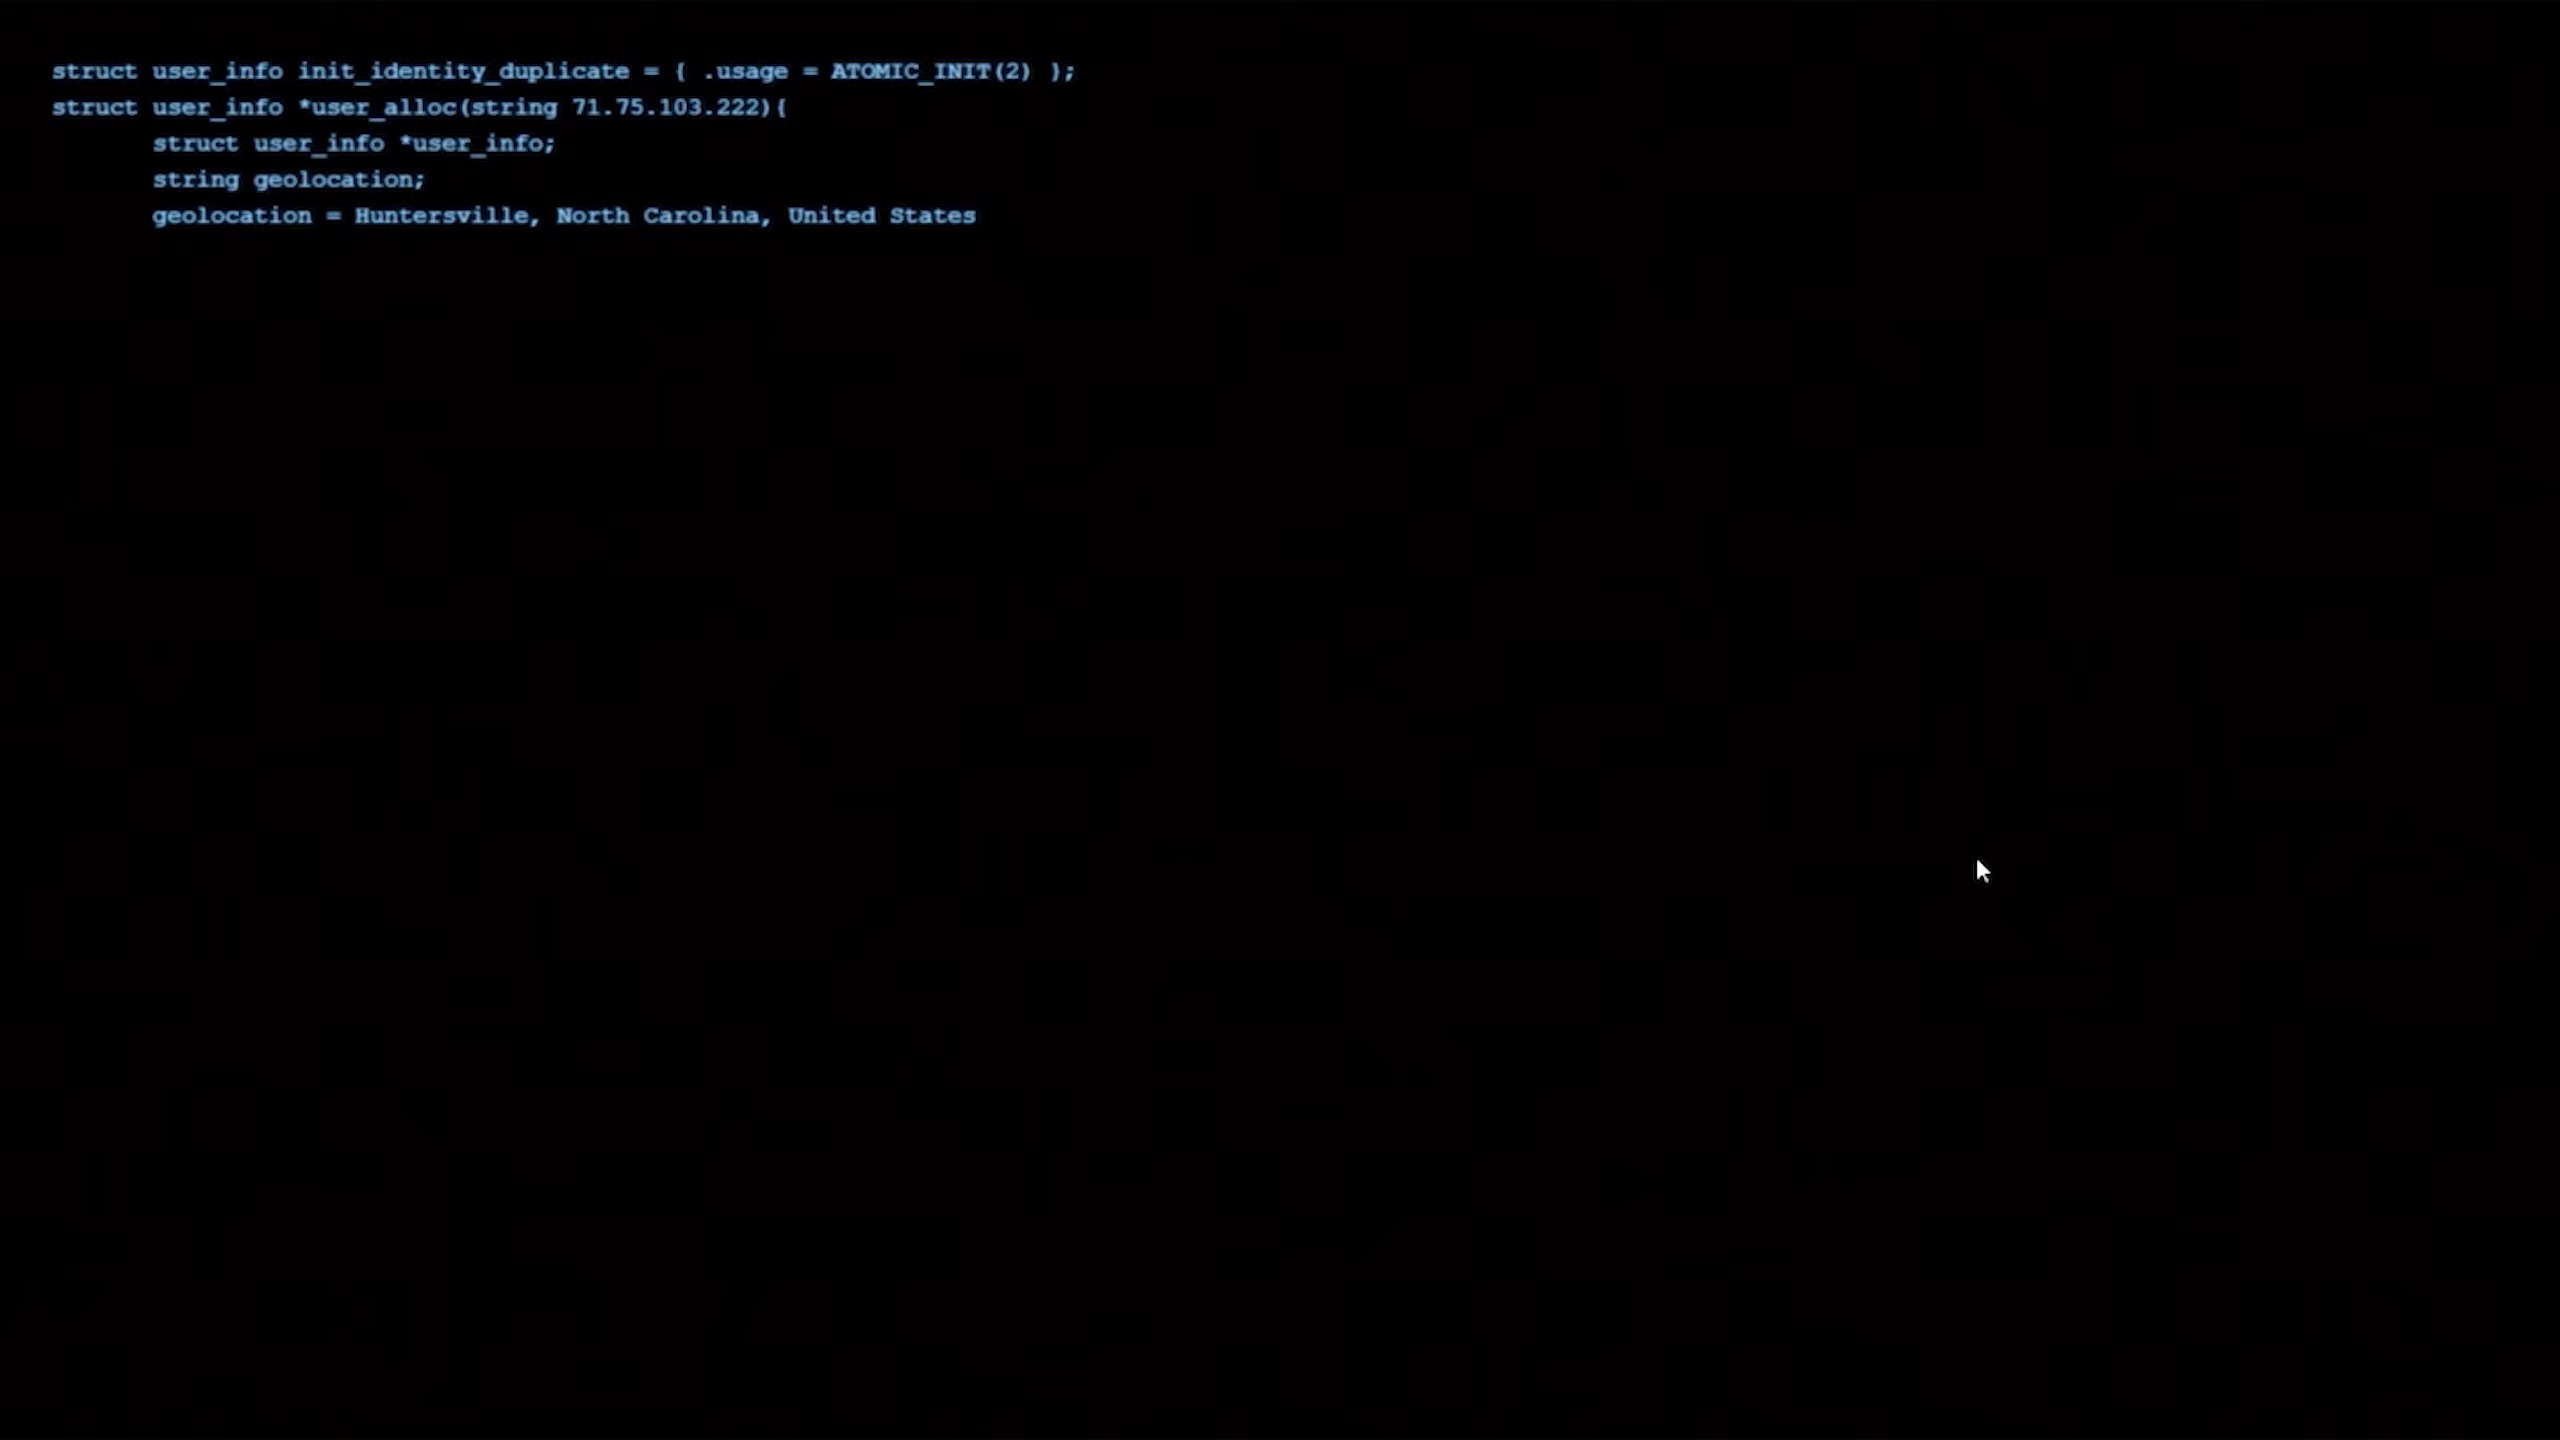 struct user_info init_identity_duplicate = { .usage = ATOMIC_INIT(2) };
struct user_info *user_alloc(string 71.75.103.222){
struct user_info *user_info;
string geolocation;
geolocation = Huntersville, North Carolina, United States